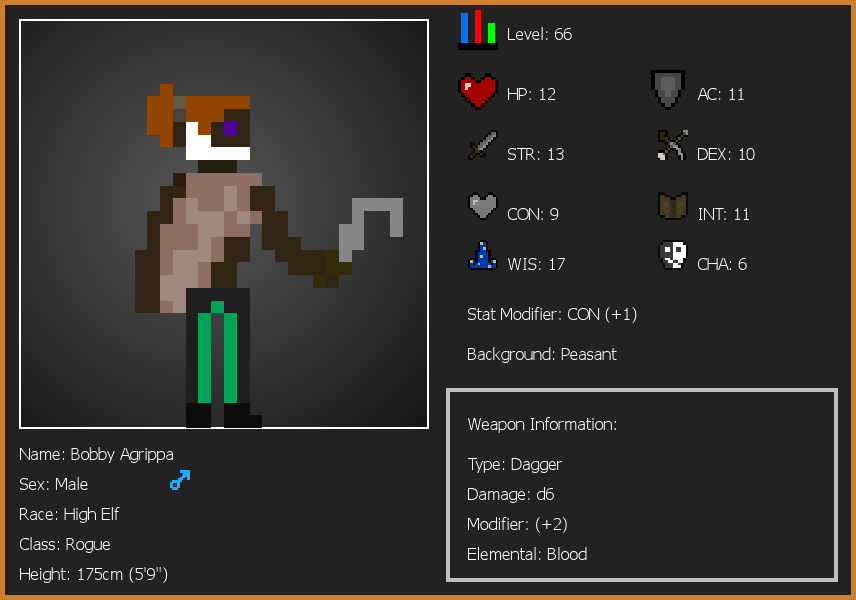 Level: 66
HP: 12
AC: 11
STR: 13
DEX: 10
CON: 9
INT: 11
WIS: 17
CHA: 6
Stat Modifier: CON (+1)
Background: Peasant
Weapon Information:
Type: Dagger
Damage: d6
Modifier: (+2)
Elemental: Blood
Name: Bobby Agrippa
Sex: Male
Race: High Elf
Class: Rogue
Height: 175cm (5'9")